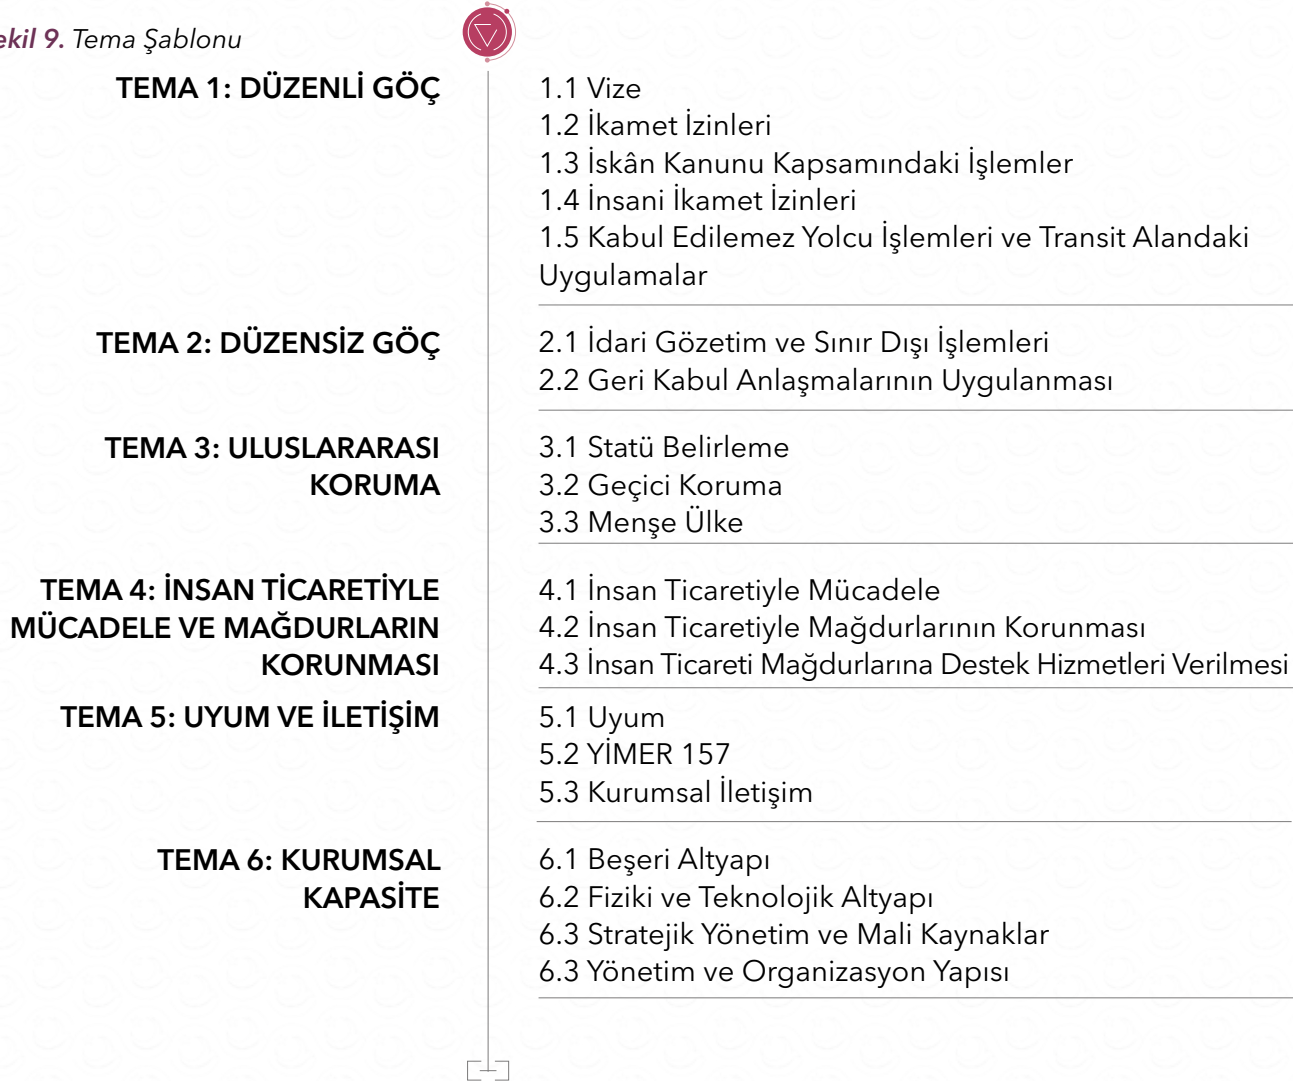 ekil 9. Tema Şablonu
TEMA 1: DÜZENLİ GÖÇ
1.1 Vize
1.2 İkamet İzinleri
1.3 İskân Kanunu Kapsamındaki İşlemler
1.4 İnsani İkamet İzinleri
1.5 Kabul Edilemez Yolcu İşlemleri ve Transit Alandaki
Uygulamalar
TEMA 2: DÜZENSİZ GÖÇ
2.1 İdari Gözetim ve Sınır Dışı İşlemleri
2.2 Geri Kabul Anlaşmalarının Uygulanması
TEMA 3: ULUSLARARASI
KORUMA
3.1 Statü Belirleme
3.2 Geçici Koruma
3.3 Menşe Ülke
TEMA 4: İNSAN TİCARETİYLE
MÜCADELE VE MAĞDURLARIN
KORUNMASI
4.1 İnsan Ticaretiyle Mücadele
4.2 İnsan Ticaretiyle Mağdurlarının Korunması
4.3 İnsan Ticareti Mağdurlarına Destek Hizmetleri Verilmesi
TEMA 5: UYUM VE İLETİŞİM
5.1 Uyum
5.2 YİMER 157
5.3 Kurumsal İletişim
TEMA 6: KURUMSAL
KAPASİTE
6.1 Beşeri Altyapı
6.2 Fiziki ve Teknolojik Altyapı
6.3 Stratejik Yönetim ve Mali Kaynaklar
6.3 Yönetim ve Organizasyon Yapısı